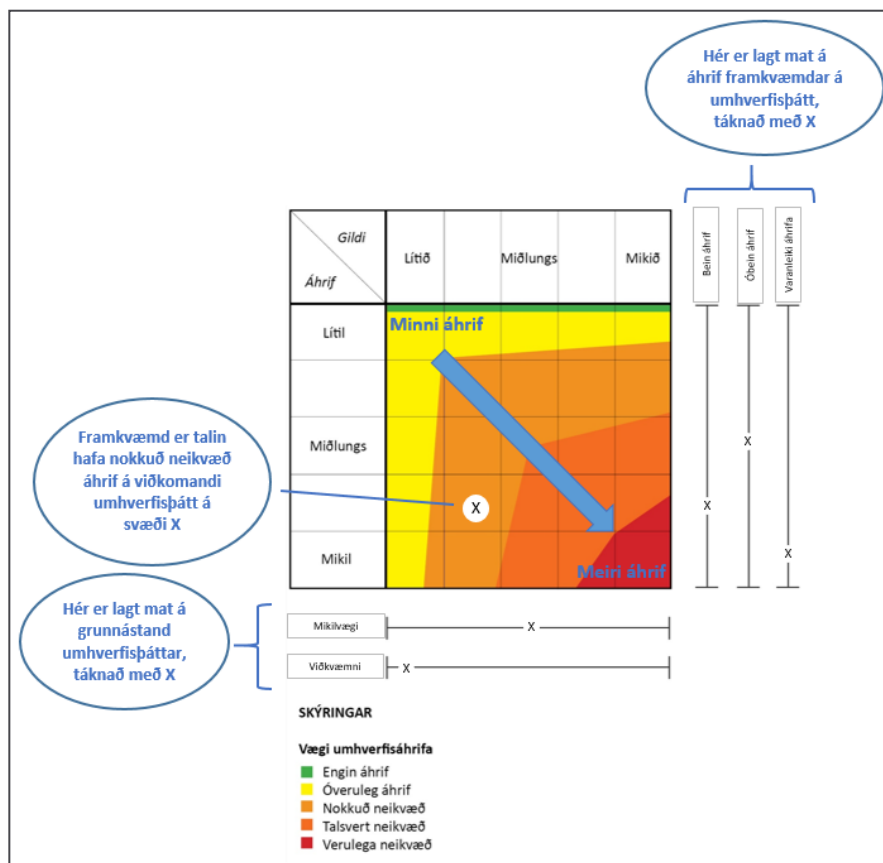 Hér er lagt mat á
áhrif framkvæmdar á
umhverfisþátt,
táknað með X
Bein áhrif
Óbein áhrif
Varanleiki áhrifa
Gildi
Áhrif
Lítið
Miðlungs
Mikið
Lítil
Minni áhrif
Miðlungs
Framkvæmd er talin
hafa nokkuð neikvæð
áhrif á viðkomandi
umhverfisþátt á
svæði X
X
X
X
X
Mikil
Meiri áhrif
Hér er lagt mat á
grunnástand
umhverfisþáttar,
táknað með X
Mikilvægi
X
Viðkvæmni
X
SKÝRINGAR
Vægi umhverfisáhrifa
Engin áhrif
Óveruleg áhrif
Nokkuð neikvæð
Talsvert neikvæð
Verulega neikvæð